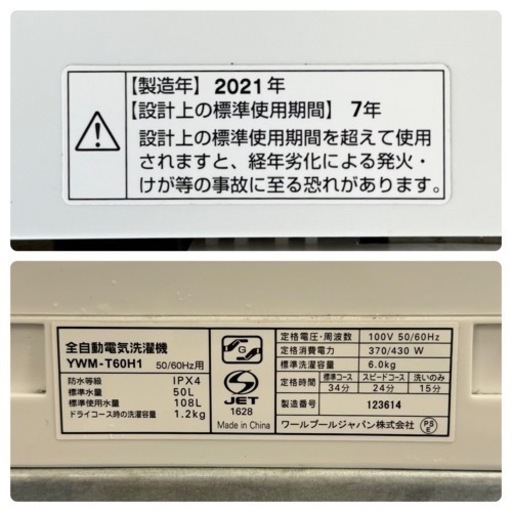 【製造年】 2021年
【設計上の標準使用期間】 7年
設計上の標準使用期間を超えて使用
されますと、経年劣化による発火・
けが等の事故に至る恐れがあります。
全自動電気洗濯機
YWM-T60H1 50/60Hz用
防水等級 IPX4
標準水量 50L
標準使用水量 108L
ドライコース時の洗濯容量 1.2kg
G
JET
1628
Made in China
定格電圧・周波数 100V 50/60Hz
定格消費電力 370/430 W
標準洗濯容量 6.0kg
標準時間 標準コース スピードコース 洗いのみ
34分 24分 15分
製造番号 123614
ワールプールジャパン株式会社 PS E